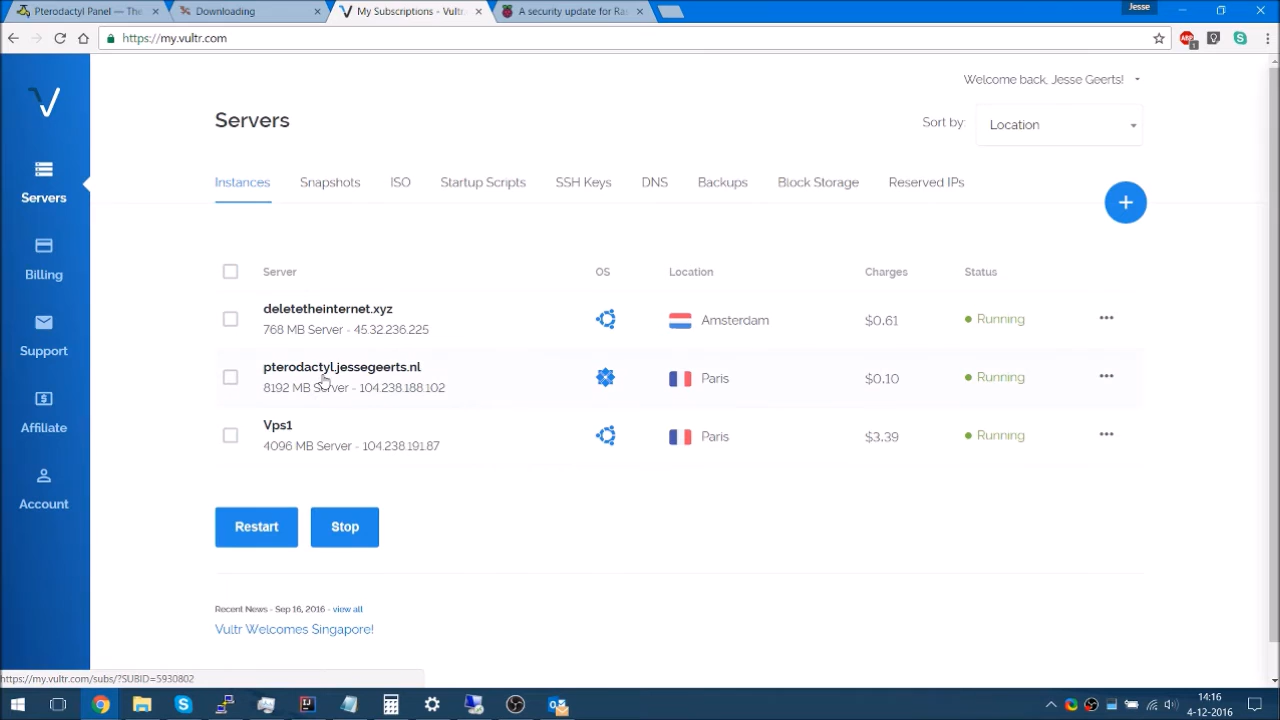 Pterodactyl Panel — The
Downloading
My Subscriptions - Vultr.
A security update for Ras
Jesse
https://my.vultr.com
ABP
1
Welcome back, Jesse Geerts!
Servers
Sort by:
Location
Servers
Instances
Snapshots
ISO
Startup Scripts
SSH Keys
DNS
Backups
Block Storage
Reserved IPs
+
Billing
Support
Affiliate
Account
Server
OS
Location
Charges
Status
deletetheinternet.xyz
768 MB Server - 45.32.236.225
Amsterdam
$0.61
Running
pterodactyl.jessegeerts.nl
8192 MB Server - 104.238.188.102
Paris
$0.10
Running
Vps1
4096 MB Server - 104.238.191.87
Paris
$3.39
Running
Restart
Stop
Recent News - Sep 16, 2016 - view all
Vultr Welcomes Singapore!
https://my.vultr.com/subs/?SUBID=5930802
14:16
4-12-2016